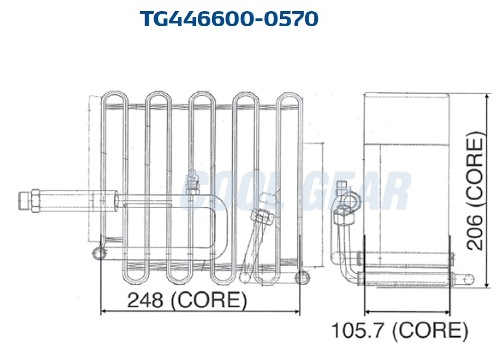 TG446600-0570
COOL GEAR
206 (CORE)
248 (CORE)
105.7 (CORE)